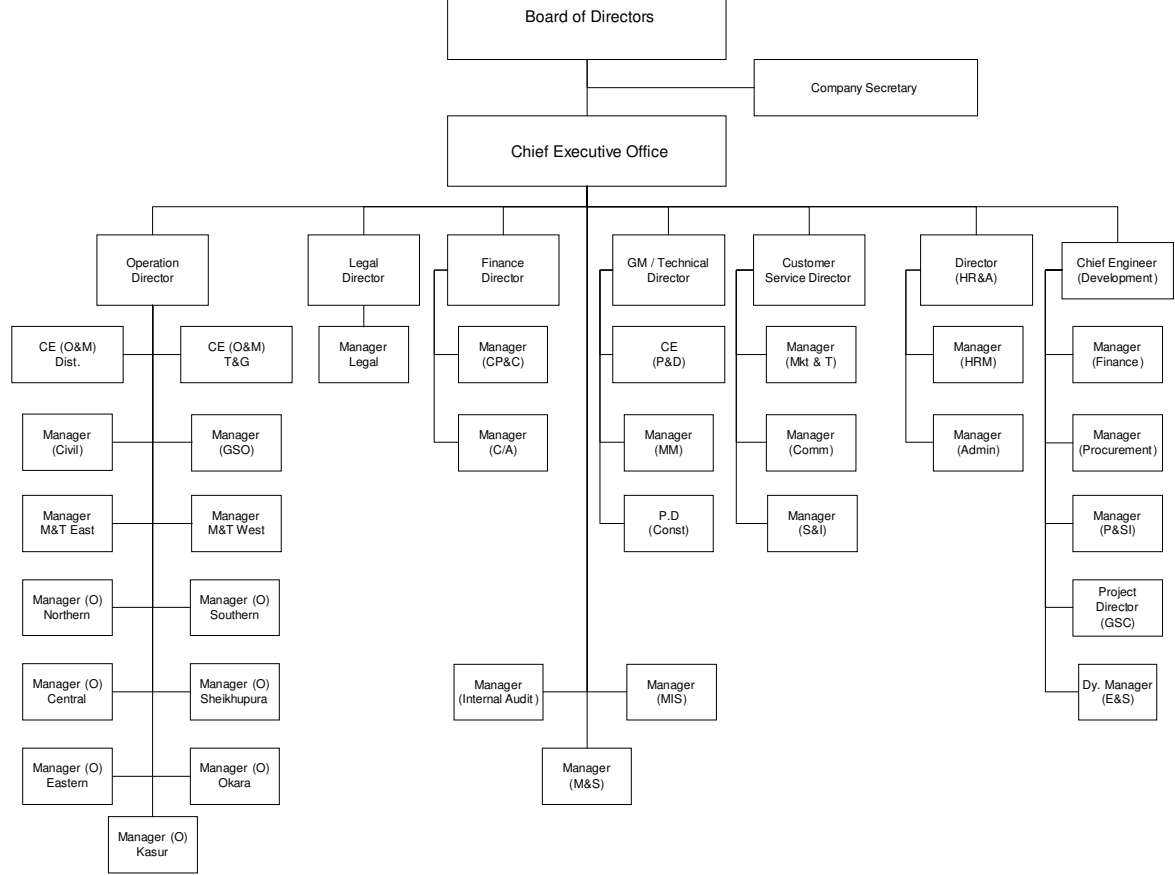 Board of Directors
Company Secretary
Chief Executive Office
Operation
Director
Legal
Director
Finance
Director
GM / Technical
Director
Customer
Service Director
Director
(HR&A)
Chief Engineer
(Development)
CE (O&M)
Dist.
CE (O&M)
T&G
Manager
Legal
Manager
(CP&C)
CE
(P&D)
Manager
(Mkt & T)
Manager
(HRM)
Manager
(Finance)
Manager
(Civil)
Manager
(GSO)
Manager
(C/A)
Manager
(MM)
Manager
(Comm)
Manager
(Admin)
Manager
(Procurement)
Manager
M&T East
Manager
M&T West
P.D
(Const)
Manager
(S&I)
Manager
(P&SI)
Manager (O)
Northern
Manager (O)
Southern
Project
Director
(GSC)
Manager (O)
Central
Manager (O)
Sheikhupura
Manager
(Internal Audit)
Manager
(MIS)
Dy. Manager
(E&S)
Manager (O)
Eastern
Manager (O)
Okara
Manager
(M&S)
Manager (O)
Kasur